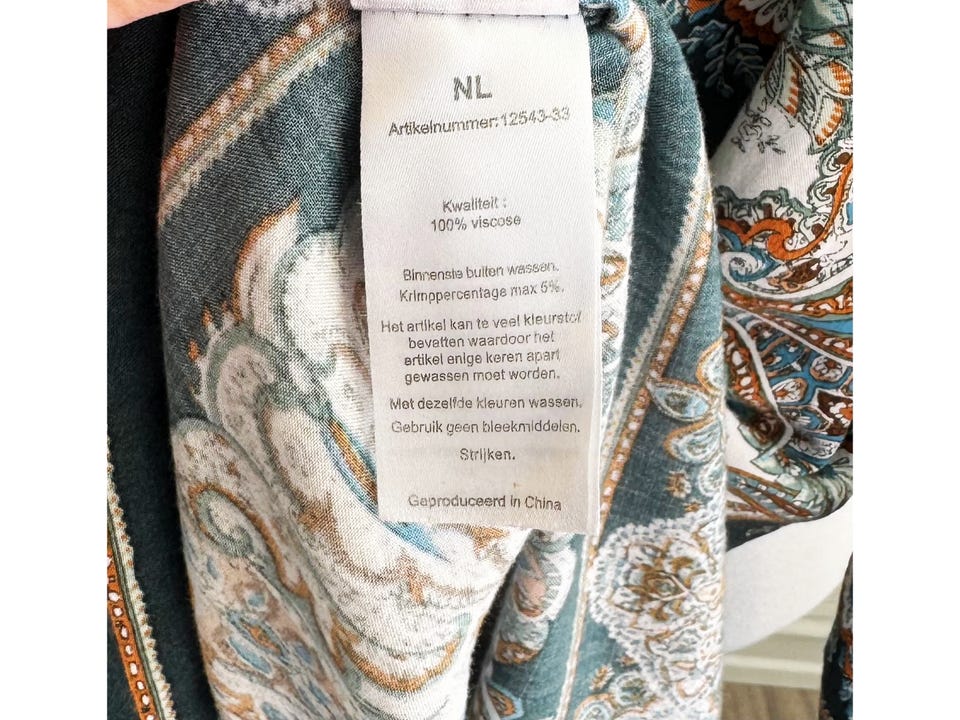 NL
Artikelnummer:12543-33
Kwaliteit :
100% viscose
Binnenste buiten wassen.
Krimppercentage max 5%.
Het artikel kan te veel kleurstof
bevatten waardoor het
artikel enige keren apart
gewassen moet worden.
Met dezelfde kleuren wassen.
Gebruik geen bleekmiddelen.
Strijken.
Geproduceerd in China